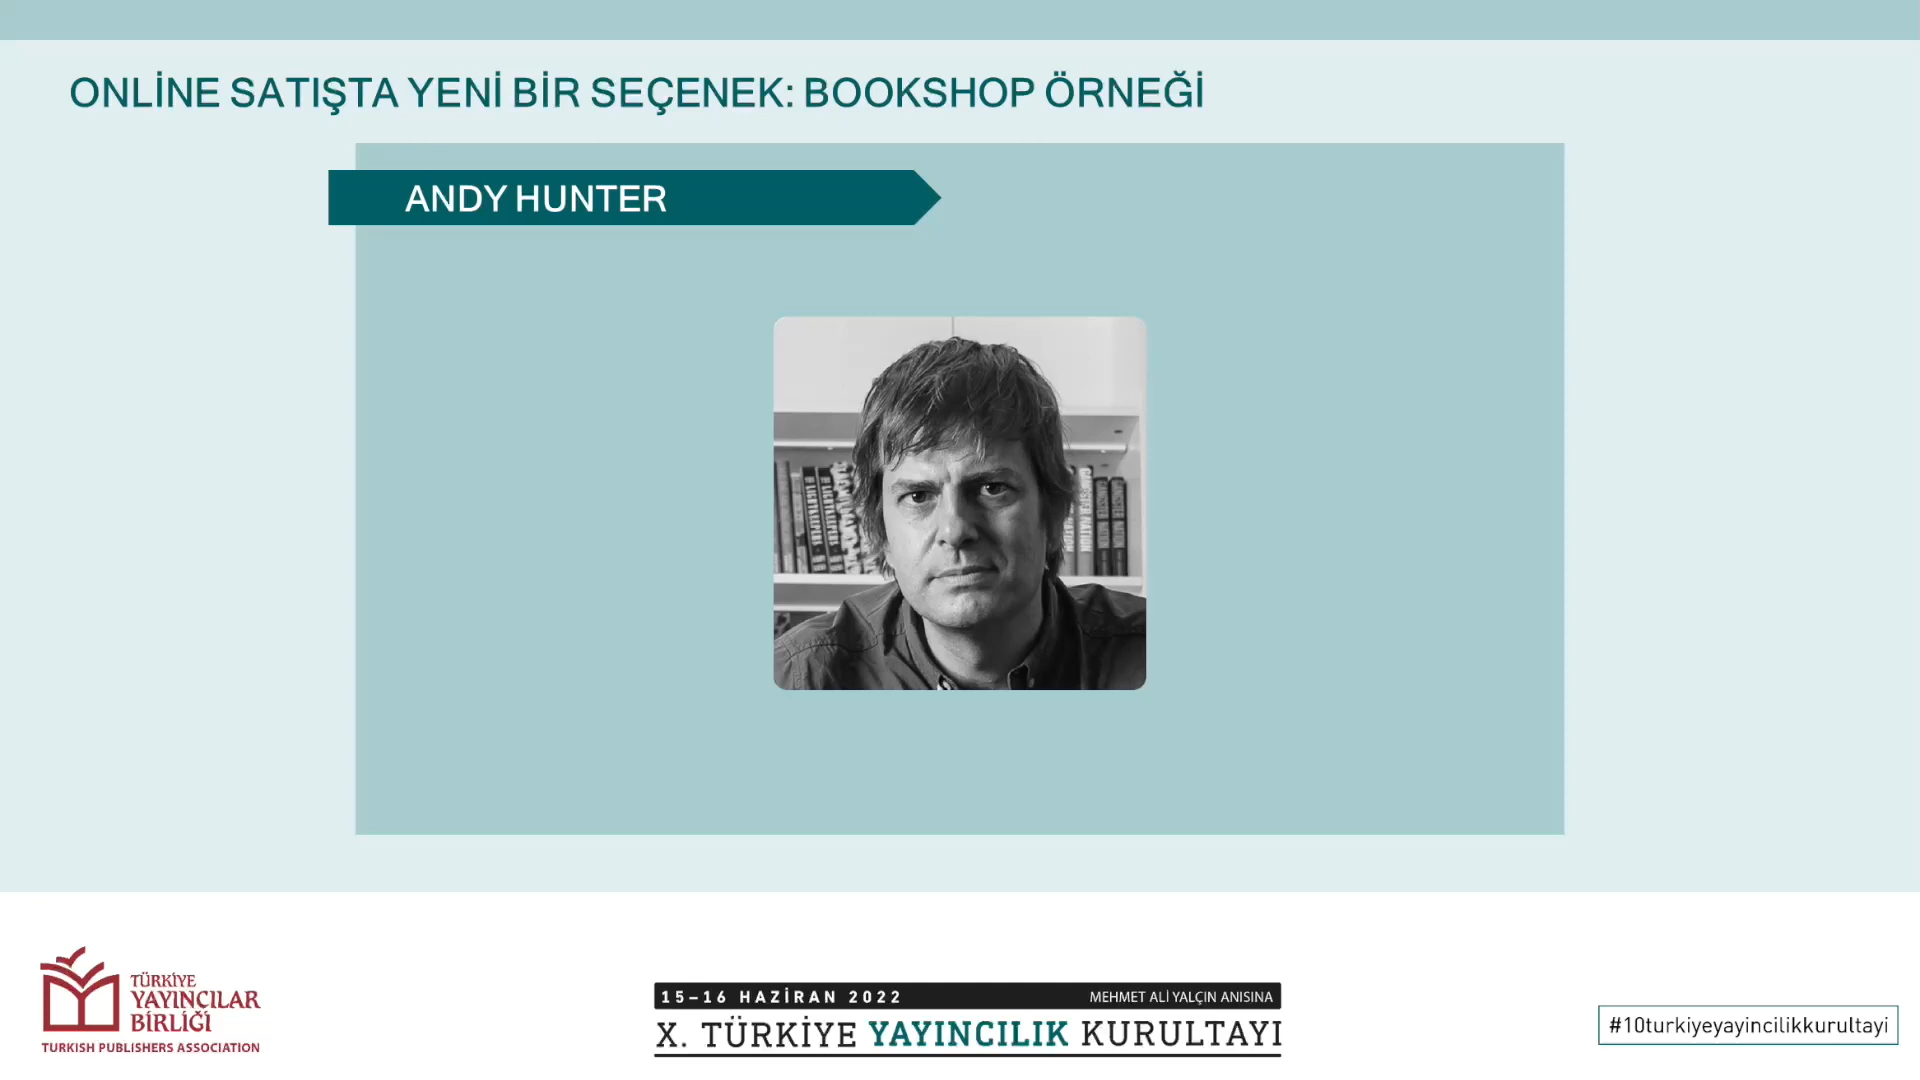 ONLİNE SATIŞTA YENİ BİR SEÇENEK: BOOKSHOP ÖRNEĞİ
ANDY HUNTER
TÜRKİYE
YAYINCILAR
BİRLİĞİ
TURKISH PUBLISHERS ASSOCIATION
15–16 HAZİRAN 2022
MEHMET ALİ YALÇIN ANISINA
X. TÜRKİYE YAYINCILIK KURULTAYI
#10turkiyeyayincilikkurultayi